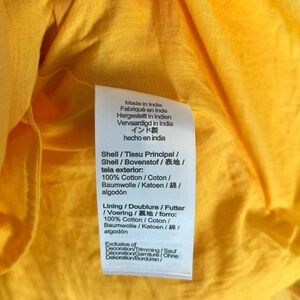 Made in India
Fabriqué en Inde
Hergestellt in Indien
Vervaardigd in India
インド製
hecho en india
Shell / Tissu Principal /
Shell / Bovenstof / 表地 /
tela exterior:
100% Cotton / Coton /
Baumwolle / Katoen / 綿 /
algodón
Lining / Doublure / Futter
/ Voering / 裏地 / forro:
100% Cotton / Coton /
Baumwolle / Katoen / 綿 /
algodón
Exclusive of
Decoration/Trimming / Sauf
Décoration/Garniture / Ohne
Dekoration/Bordüren /